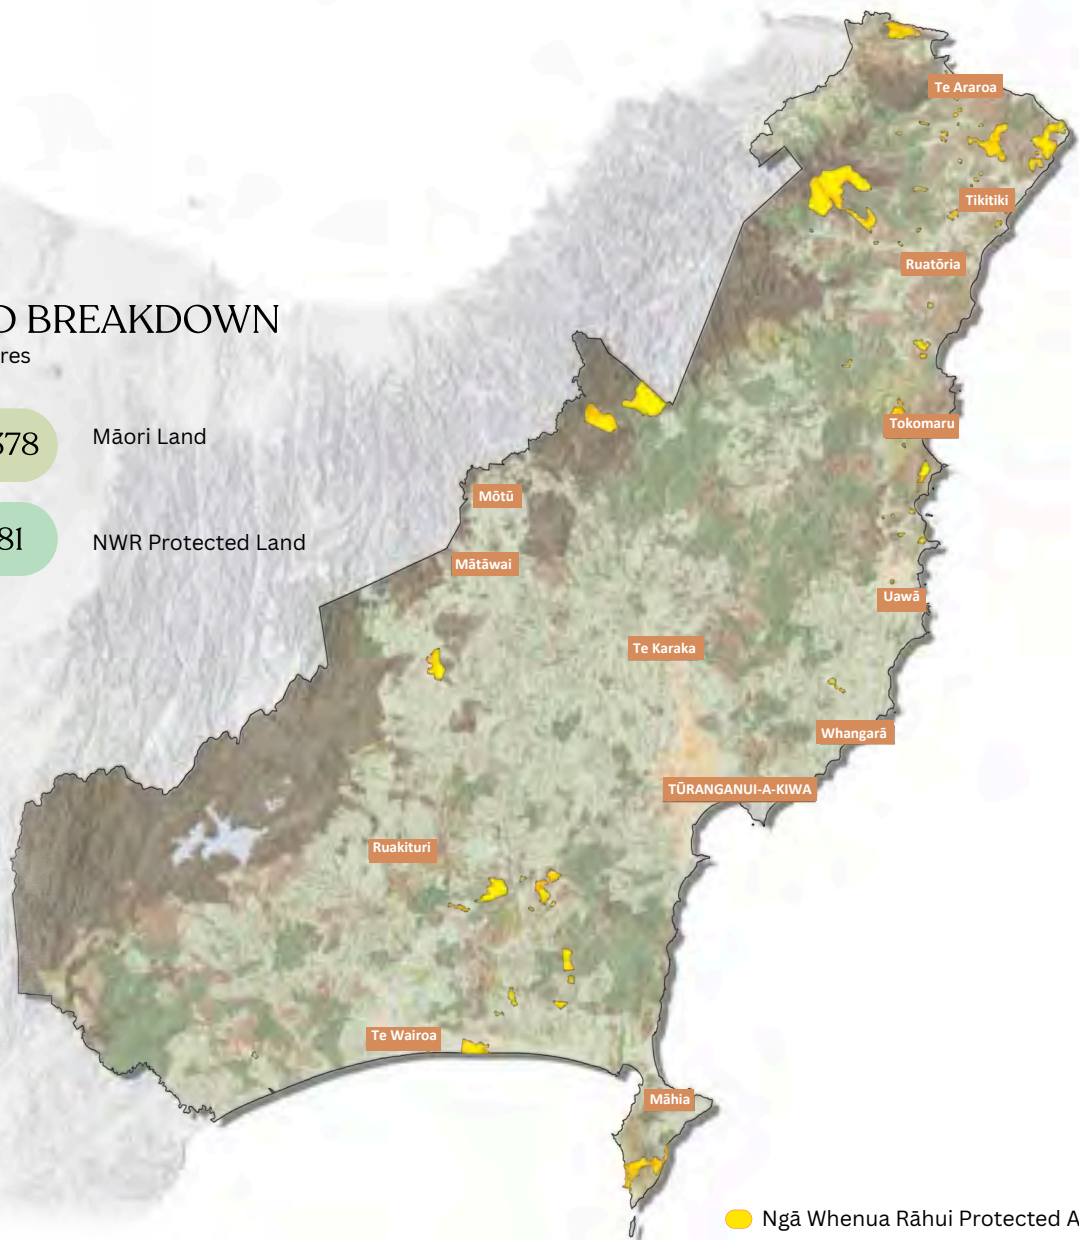 Te Araroa
Tikitiki
Ruatōria
D BREAKDOWN
res
378
Māori Land
Tokomaru
Mōtū
81
NWR Protected Land
Mātāwai
Uawā
Te Karaka
Whangarā
TŪRANGANUI-A-KIWA
Ruakituri
Te Wairoa
Māhia
Ngā Whenua Rāhui Protected A